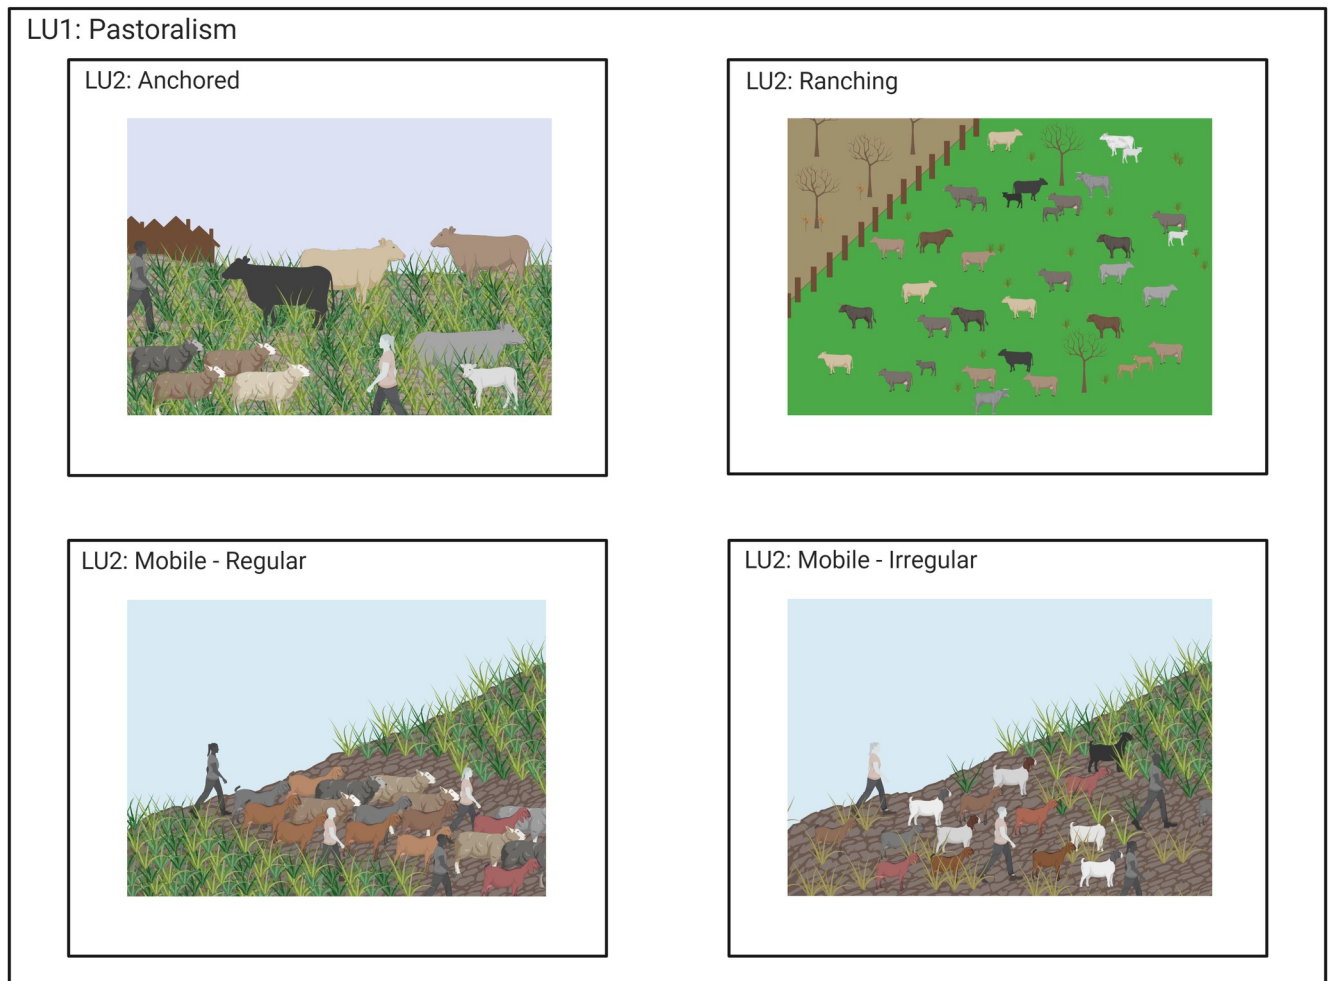 LU1: Pastoralism
LU2: Anchored
LU2: Ranching
LU2: Mobile - Regular
LU2: Mobile - Irregular